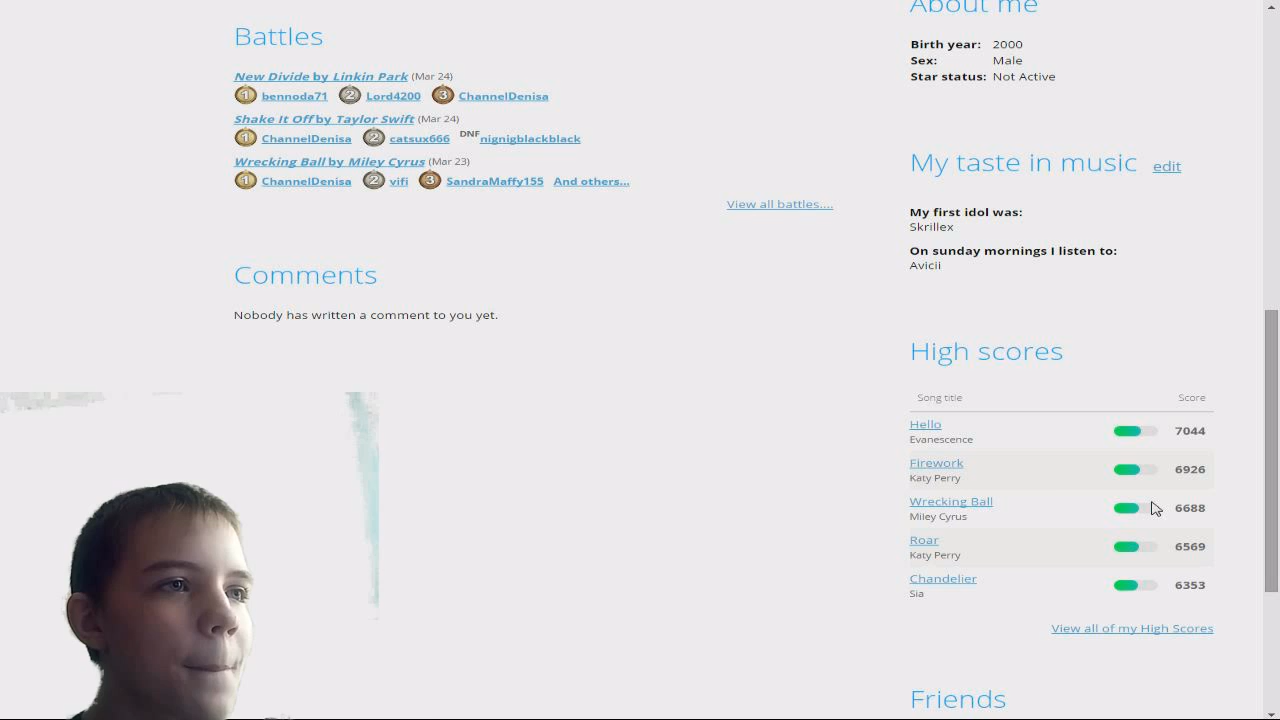 Battles
New Divide by Linkin Park (Mar 24)
1 bennoda71 2 Lord4200 3 ChannelDenisa
Shake It Off by Taylor Swift (Mar 24)
1 ChannelDenisa 2 catsux666 DNF nignigblackblack
Wrecking Ball by Miley Cyrus (Mar 23)
1 ChannelDenisa 2 vifi 3 SandraMaffy155 And others...
View all battles....
Comments
Nobody has written a comment to you yet.
About me
Birth year: 2000
Sex: Male
Star status: Not Active
My taste in music edit
My first idol was:
Skrillex
On sunday mornings I listen to:
Avicii
High scores
Song title Score
Hello 7044
Evanescence
Firework 6926
Katy Perry
Wrecking Ball 6688
Miley Cyrus
Roar 6569
Katy Perry
Chandelier 6353
Sia
View all of my High Scores
Friends